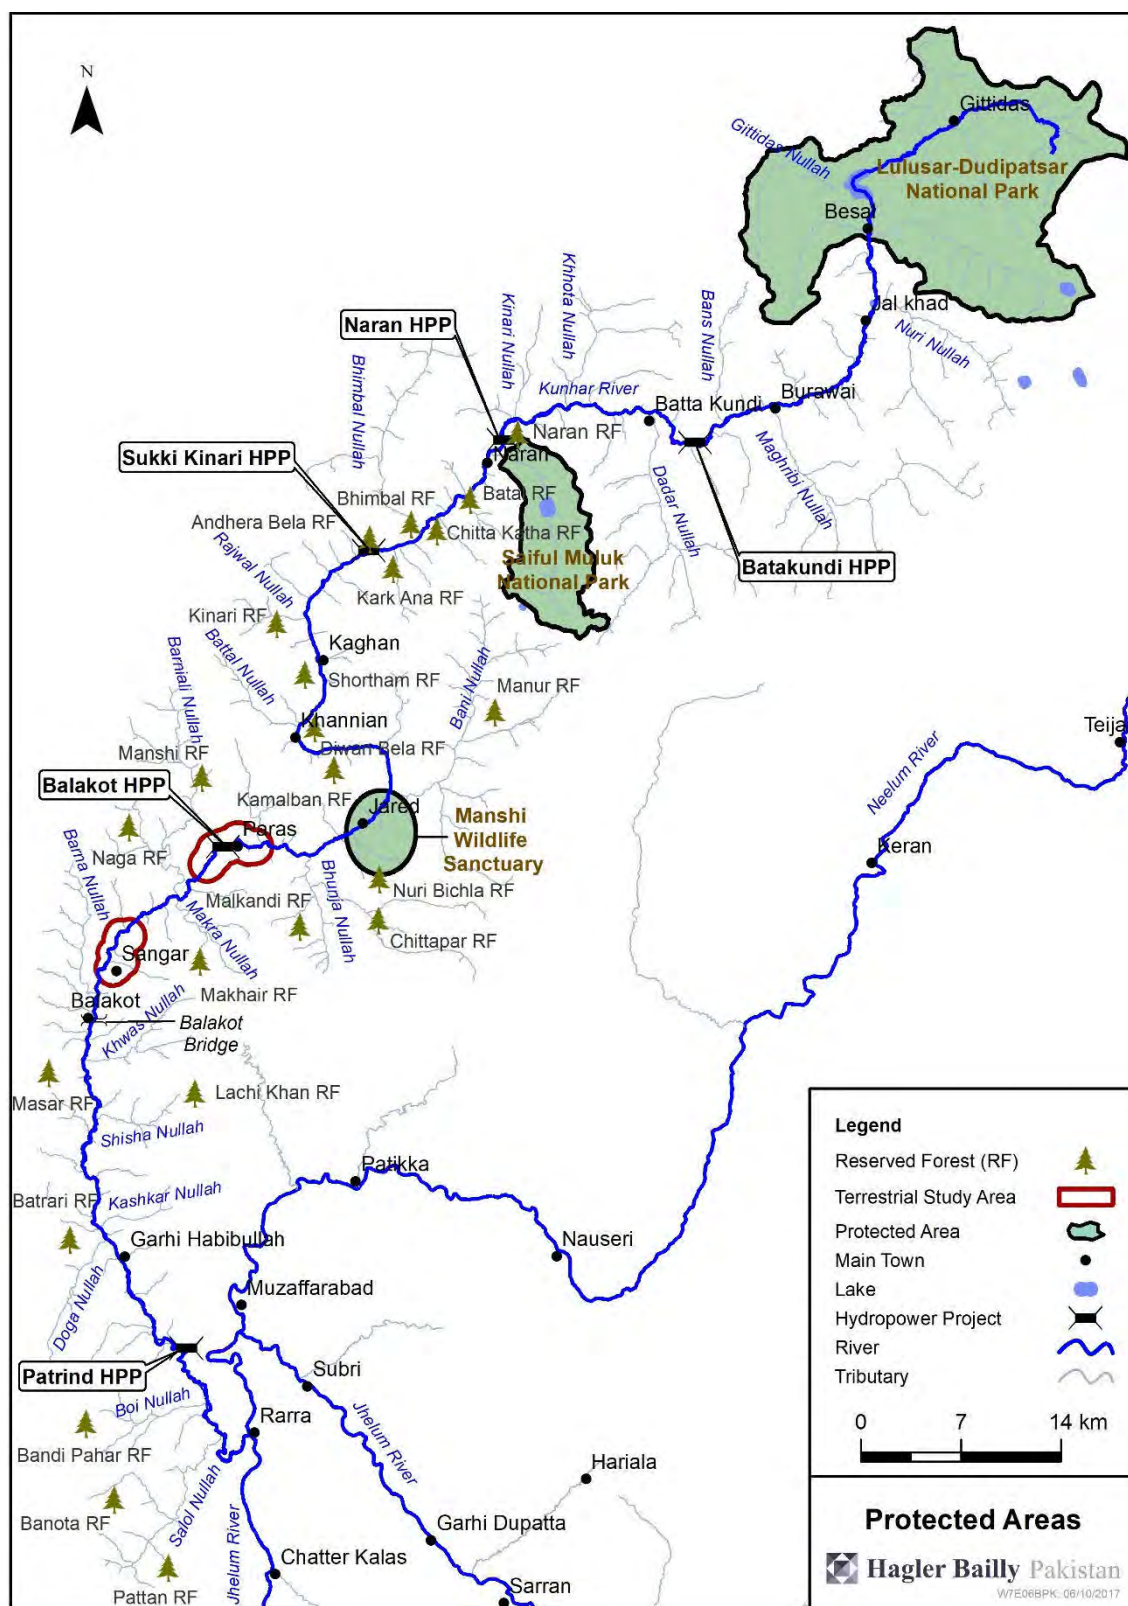 N
Gittidas
Gittidas Nullah
Lulusar-Dudipatsar
National Park
Besal
Jal khad
Nuri Nullah
Naran HPP
Kinari Nullah
Khhota Nullah
Bans Nullah
Bhimbal Nullah
Kunhar River
Burawai
Batta Kundi
Naran RF
Sukki Kinari HPP
Naran
Maghribi Nullah
Dadar Nullah
Bhimbal RF
Batal RF
Andhera Bela RF
Chitta Katha RF
Saiful Muluk
National Park
Batakundi HPP
Rajwal Nullah
Kark Ana RF
Kinari RF
Kaghan
Battal Nullah
Barniali Nullah
Shortham RF
Bani Nullah
Manur RF
Khannian
Teija
Manshi RF
Diwan Bela RF
Neelum River
Balakot HPP
Kamalban RF
Jared
Manshi
Wildlife
Sanctuary
Paras
Keran
Barna Nullah
Naga RF
Nuri Bichla RF
Malkandi RF
Bhunja Nullah
Makra Nullah
Chittapar RF
Sangar
Makhair RF
Balakot
Khwas Nullah
Balakot
Bridge
Masar RF
Lachi Khan RF
Shisha Nullah
Patikka
Batrari RF
Kashkar Nullah
Garhi Habibullah
Nauseri
Doga Nullah
Muzaffarabad
Patrind HPP
Subri
Boi Nullah
Jhelum River
Rarra
Bandi Pahar RF
Hariala
Salol Nullah
Banota RF
Garhi Dupatta
Jhelum River
Chatter Kalas
Pattan RF
Sarran
Legend
Reserved Forest (RF)
Terrestrial Study Area
Protected Area
Main Town
Lake
Hydropower Project
River
Tributary
0 7 14 km
Protected Areas
Hagler Bailly Pakistan
W7E06BPK: 06/10/2017